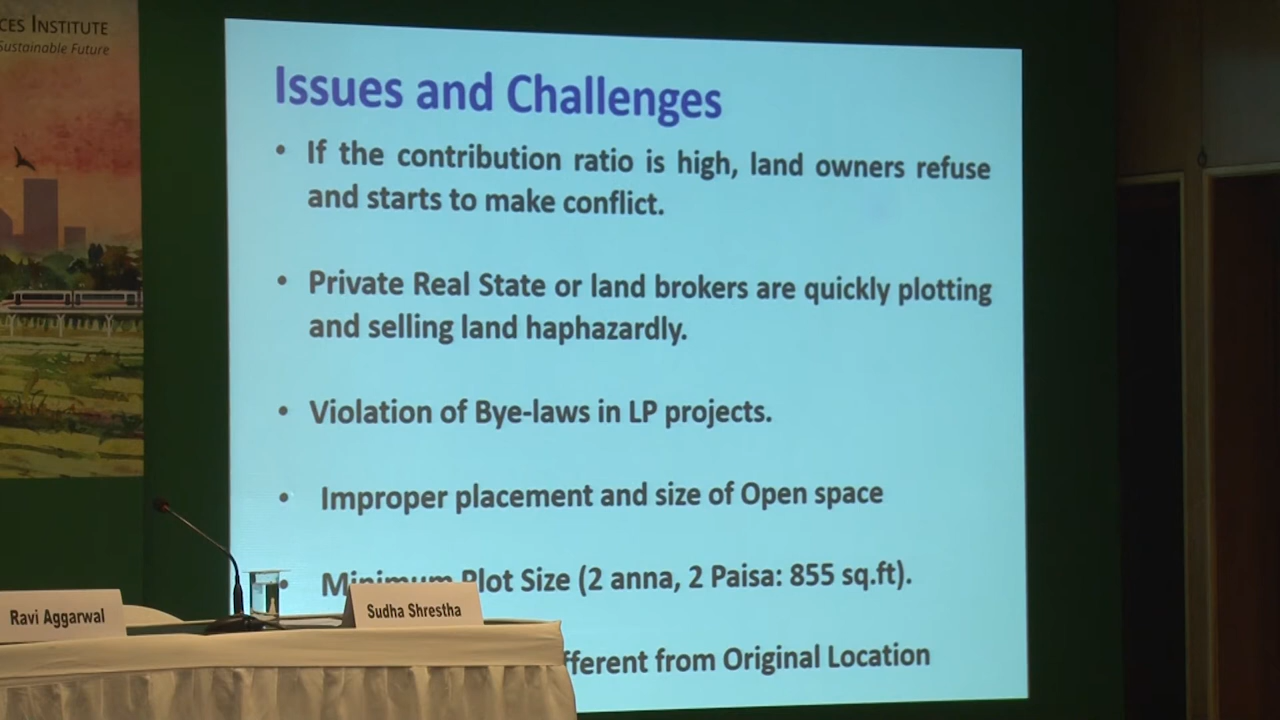 CES INSTITUTE
Sustainable Future
Issues and Challenges
• If the contribution ratio is high, land owners refuse
and starts to make conflict.
• Private Real State or land brokers are quickly plotting
and selling land haphazardly.
• Violation of Bye-laws in LP projects.
• Improper placement and size of Open space
• Minimum Plot Size (2 anna, 2 Paisa: 855 sq.ft).
fferent from Original Location
Ravi Aggarwal
Sudha Shrestha